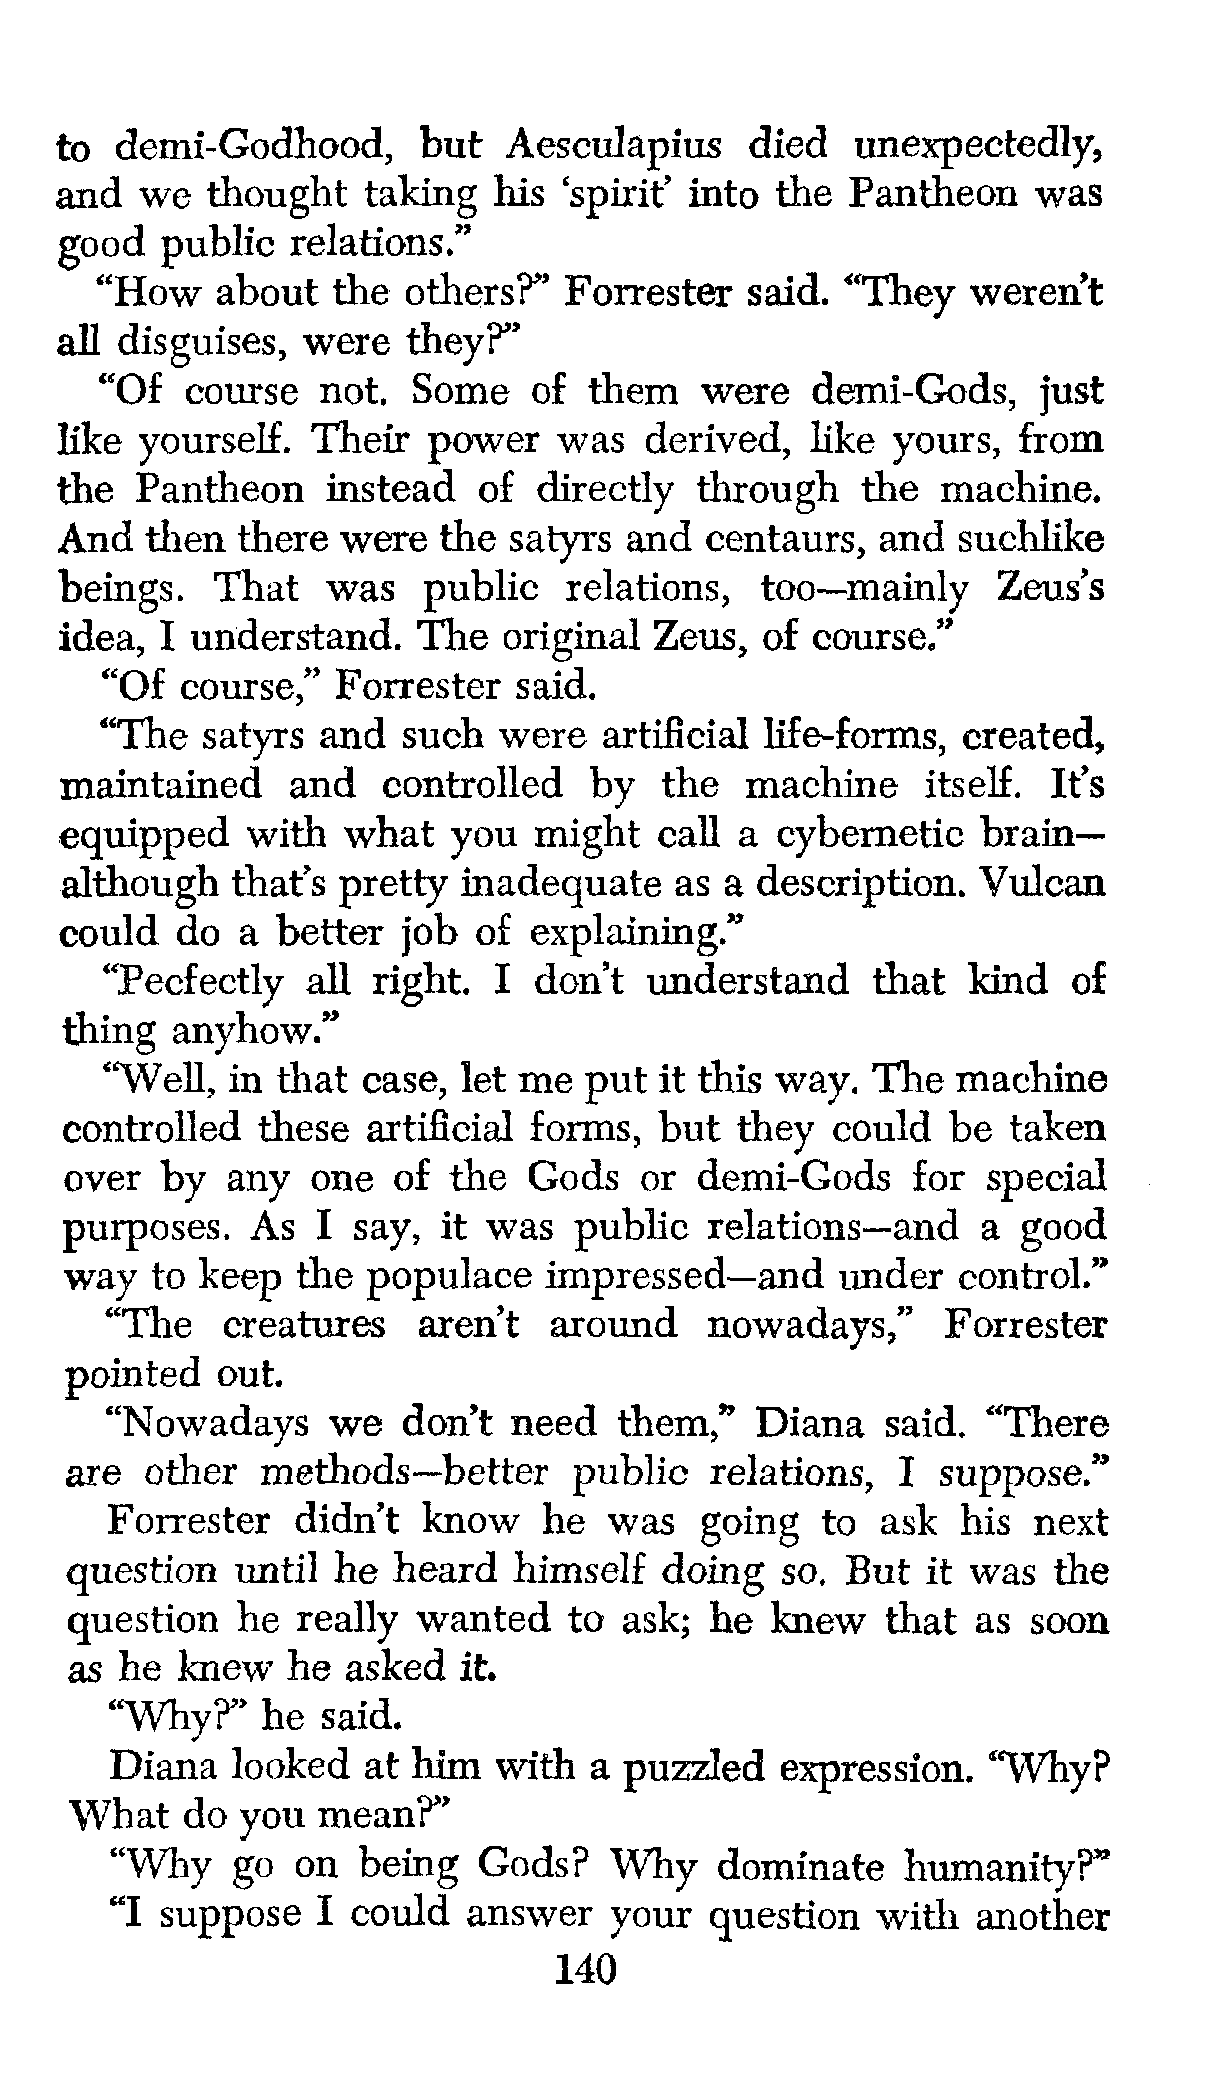 to demi-Godhood, but Aesculapius died unexpectedly,
and we thought taking his ‘spirit’ into the Pantheon was
good public relations.”
“How about the others?” Forrester said. “They weren’t
all disguises, were they?”
“Of course not. Some of them were demi-Gods, just
like yourself. Their power was derived, like yours, from
the Pantheon instead of directly through the machine.
And then there were the satyrs and centaurs, and suchlike
beings. That was public relations, too—mainly Zeus’s
idea, I understand. The original Zeus, of course.”
“Of course,” Forrester said.
“The satyrs and such were artificial life-forms, created,
maintained and controlled by the machine itself. It’s
equipped with what you might call a cybernetic brain—
although that’s pretty inadequate as a description. Vulcan
could do a better job of explaining.”
“Pecfectly all right. I don’t understand that kind of
thing anyhow.”
“Well, in that case, let me put it this way. The machine
controlled these artificial forms, but they could be taken
over by any one of the Gods or demi-Gods for special
purposes. As I say, it was public relations—and a good
way to keep the populace impressed—and under control.”
“The creatures aren’t around nowadays,” Forrester
pointed out.
“Nowadays we don’t need them,” Diana said. “There
are other methods—better public relations, I suppose.”
Forrester didn’t know he was going to ask his next
question until he heard himself doing so. But it was the
question he really wanted to ask; he knew that as soon
as he knew he asked it.
“Why?” he said.
Diana looked at him with a puzzled expression. “Why?
What do you mean?”
“Why go on being Gods? Why dominate humanity?”
“I suppose I could answer your question with another
140